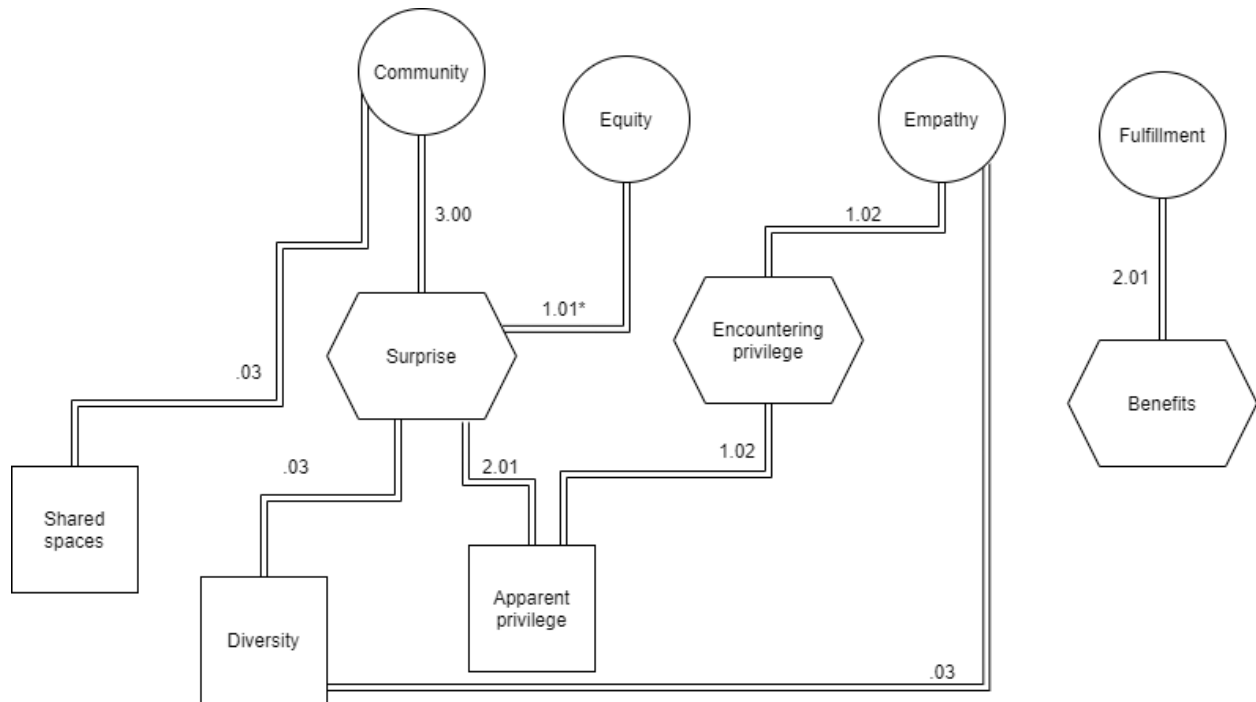 Community
Equity
Empathy
Fulfillment
3.00
1.02
2.01
1.01*
Encountering
privilege
Surprise
.03
Benefits
.03
2.01
1.02
Shared
spaces
Apparent
privilege
Diversity
.03